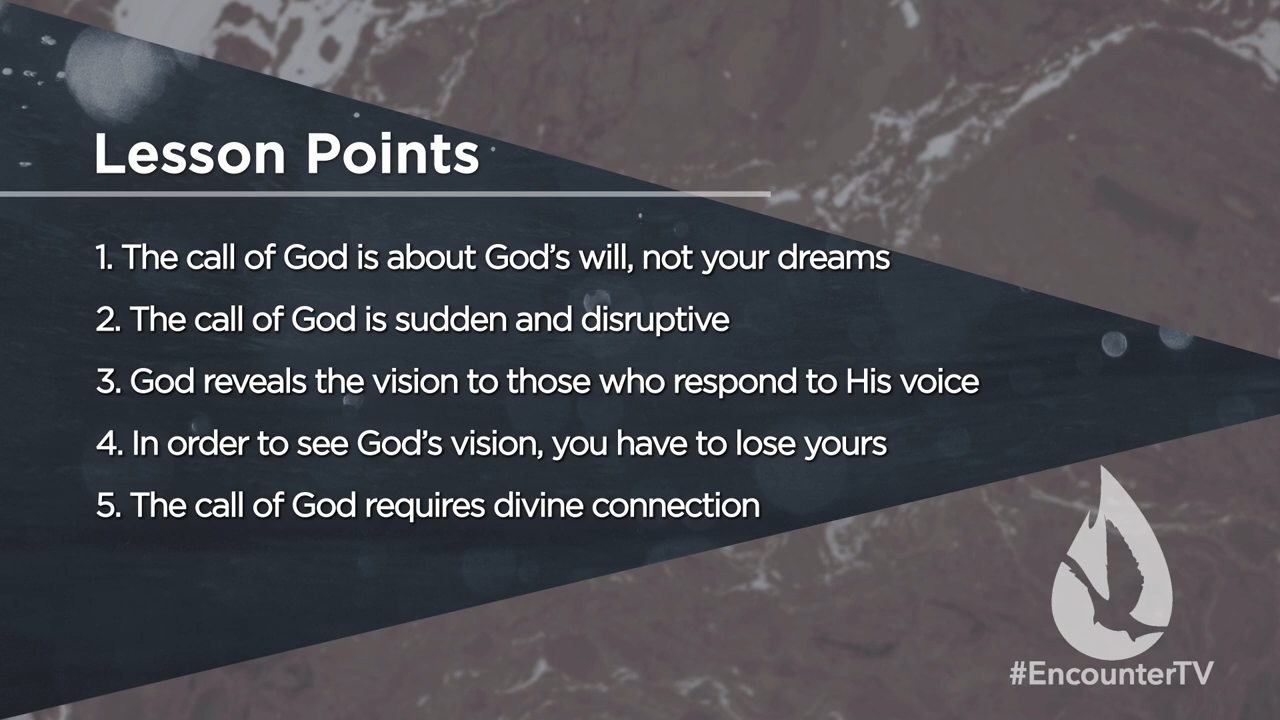 Lesson Points
1. The call of God is about God's will, not your dreams
2. The call of God is sudden and disruptive
3. God reveals the vision to those who respond to His voice
4. In order to see God's vision, you have to lose yours
5. The call of God requires divine connection
#EncounterTV